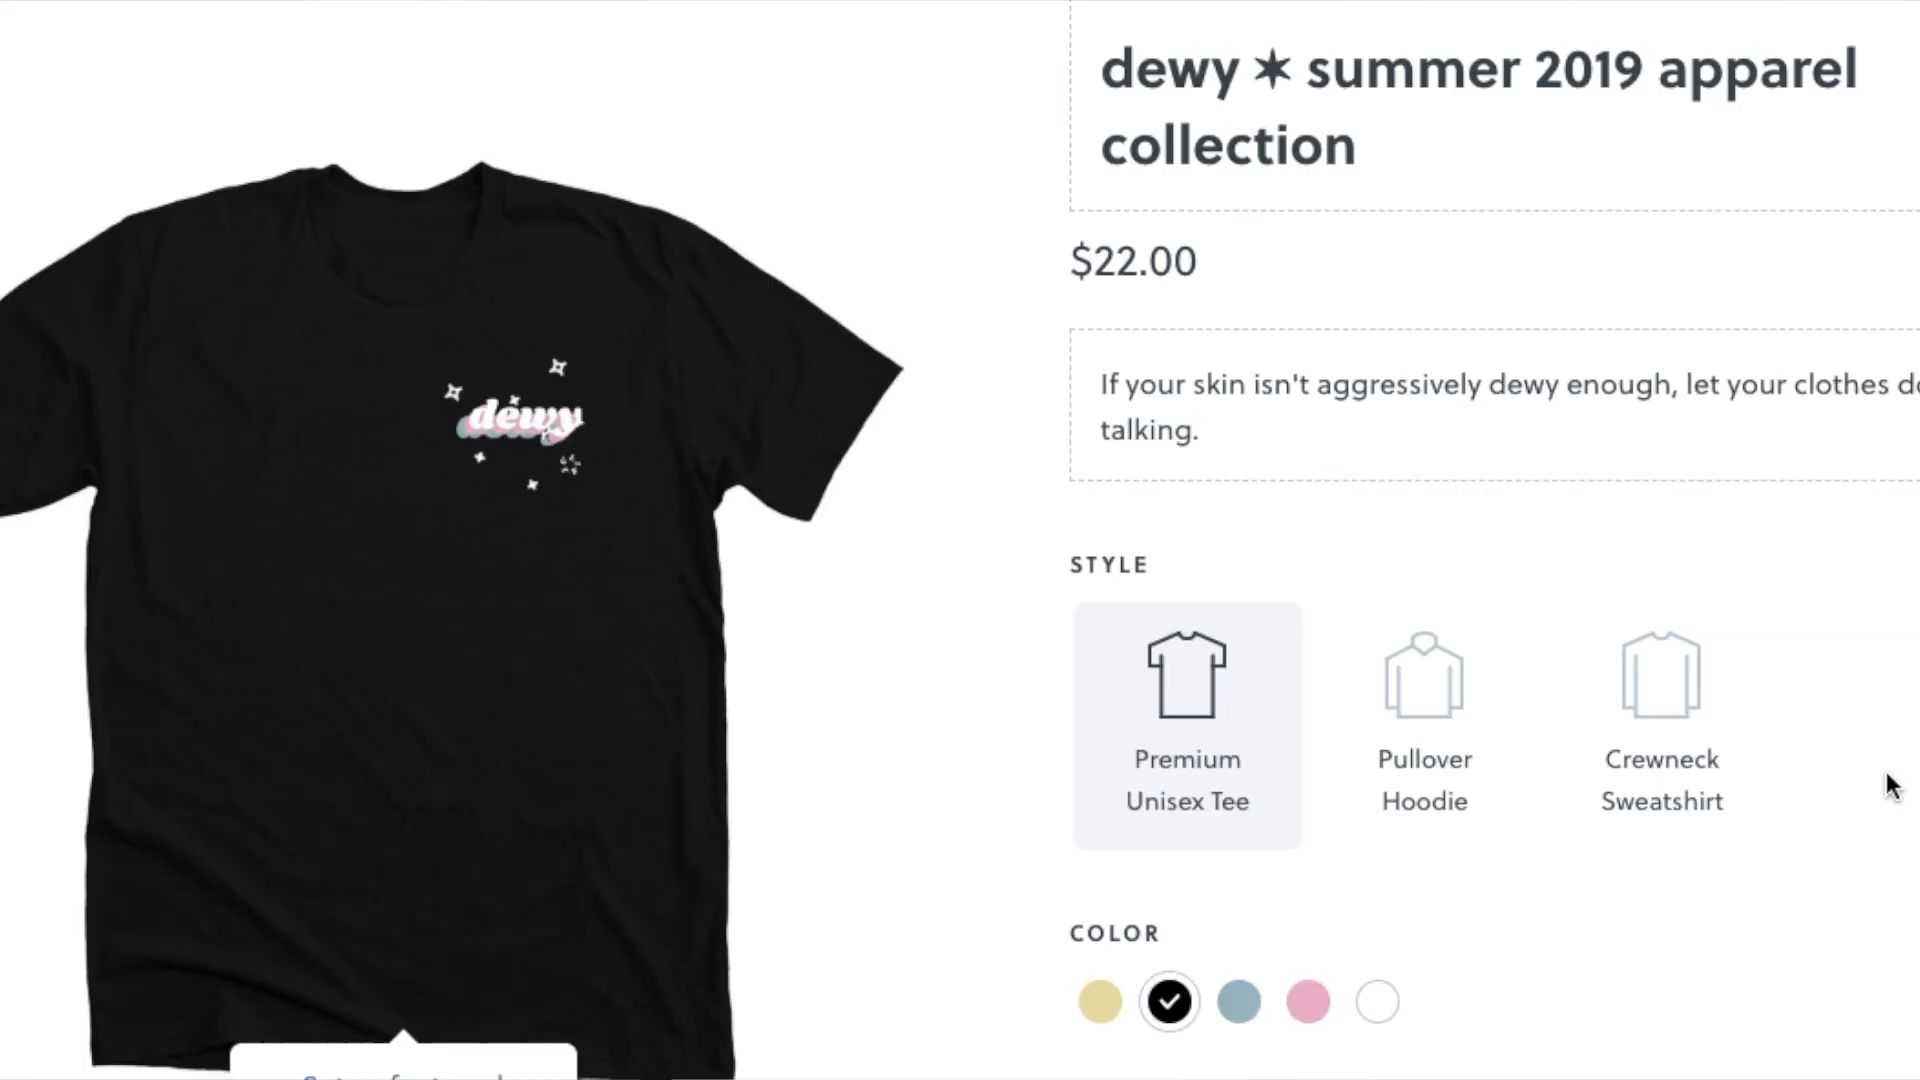 dewy ✶ summer 2019 apparel
collection
$22.00
If your skin isn't aggressively dewy enough, let your clothes
talking.
STYLE
Premium
Unisex Tee
Pullover
Hoodie
Crewneck
Sweatshirt
COLOR
dewy